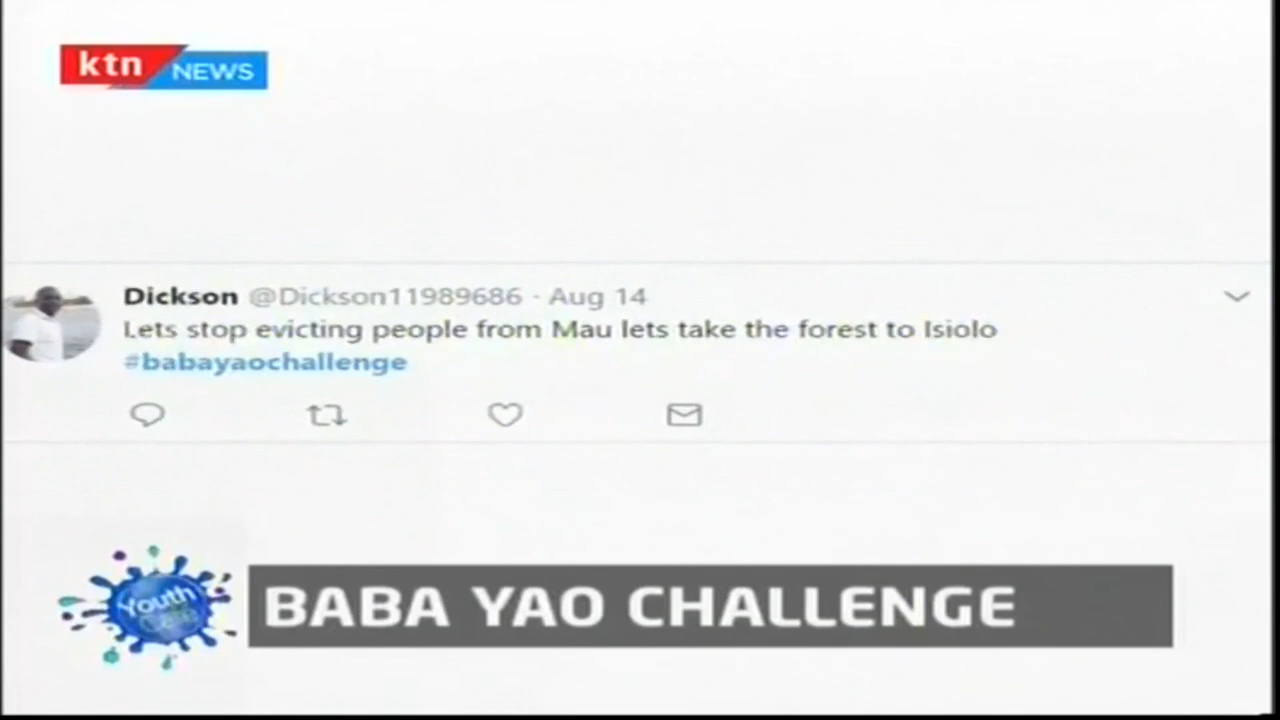 ktn NEWS
Dickson @Dickson11989686 · Aug 14
Lets stop evicting people from Mau lets take the forest to Isiolo
#babayaochallenge
Youth
BABA YAO CHALLENGE